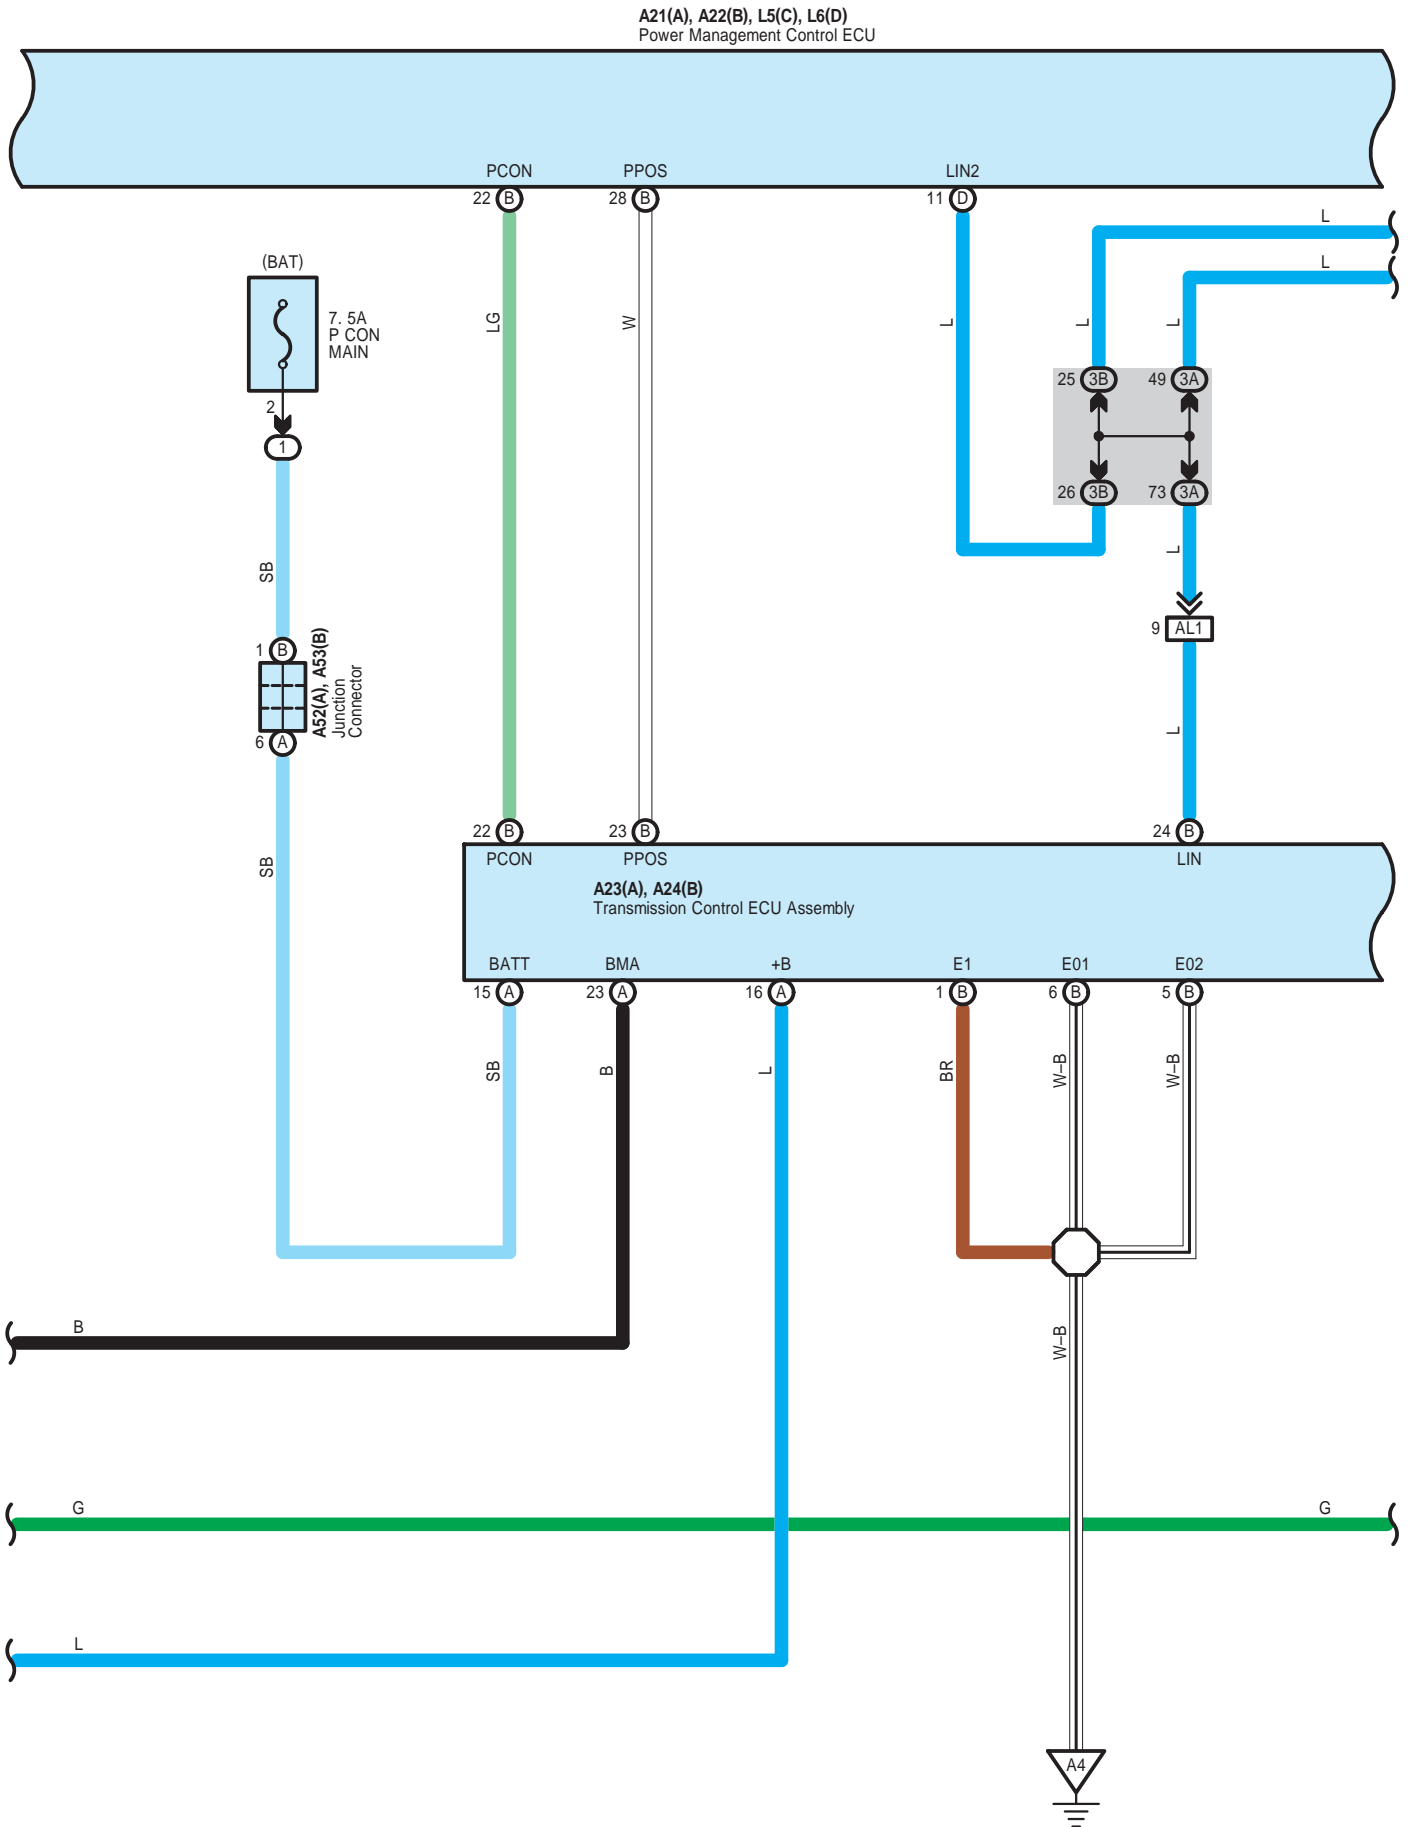 A21(A), A22(B), L5(C), L6(D)
Power Management Control ECU
PCON
PPOS
LIN2
22 B
28 B
11 D
L
L
(BAT)
7. 5A
P CON
MAIN
LG
W
L
L
L
25 3B
49 3A
2
1
26 3B
73 3A
SB
L
9 AL1
1 B
A52(A), A53(B)
Junction
Connector
6 A
L
22 B
23 B
24 B
PCON
PPOS
LIN
SB
A23(A), A24(B)
Transmission Control ECU Assembly
BATT
BMA
+B
E1
E01
E02
15 A
23 A
16 A
1 B
6 B
5 B
SB
B
L
BR
W–B
W–B
B
W–B
G
G
L
A4